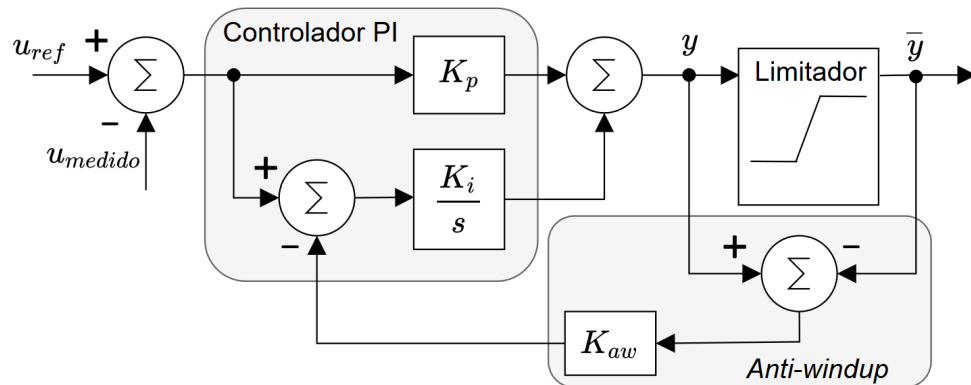 Controlador PI
u_ref
+
Σ
−
u_medido
K_p
Σ
y
Limitador
y̅
+
Σ
−
K_i
s
+
Σ
−
K_aw
Anti-windup